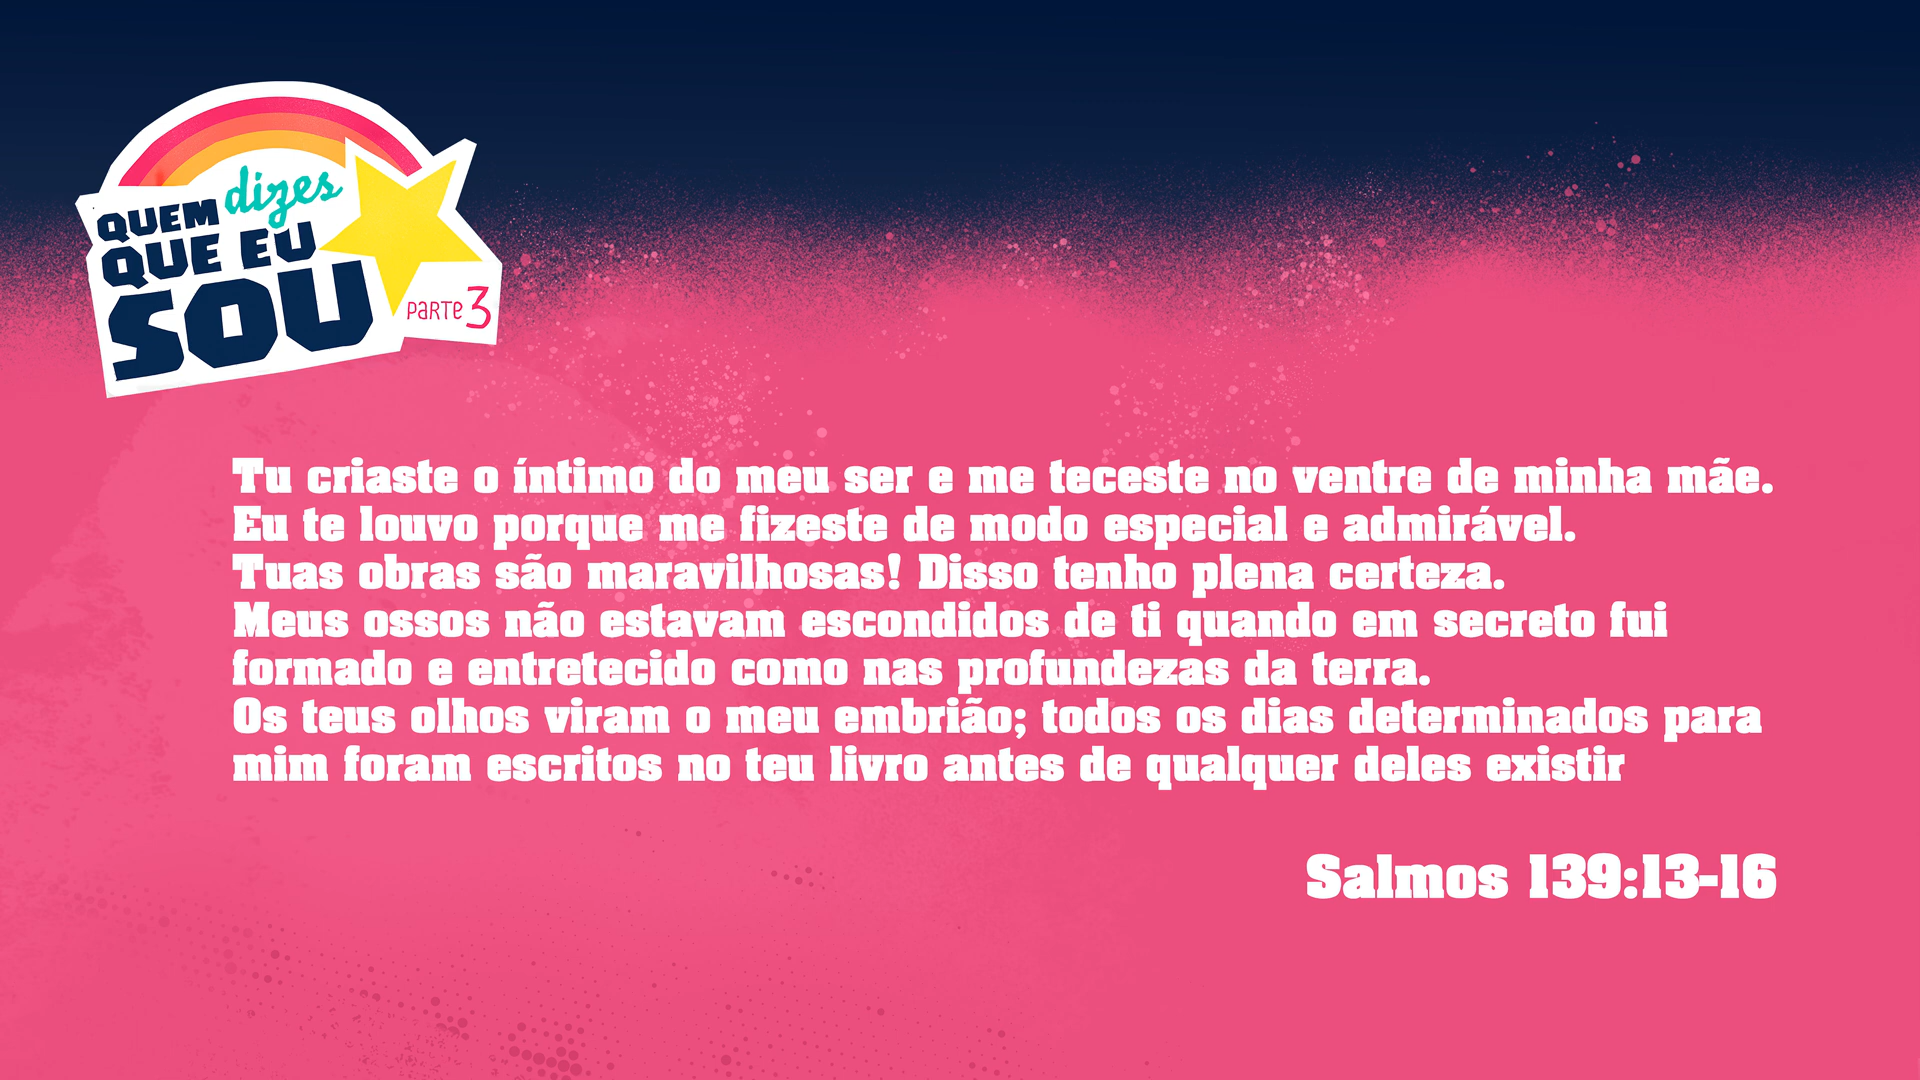 QUEM dizes
QUE EU
SOU
PARTE 3
Tu criaste o íntimo do meu ser e me teceste no ventre de minha mãe.
Eu te louvo porque me fizeste de modo especial e admirável.
Tuas obras são maravilhosas! Disso tenho plena certeza.
Meus ossos não estavam escondidos de ti quando em secreto fui
formado e entretecido como nas profundezas da terra.
Os teus olhos viram o meu embrião; todos os dias determinados para
mim foram escritos no teu livro antes de qualquer deles existir
Salmos 139:13-16